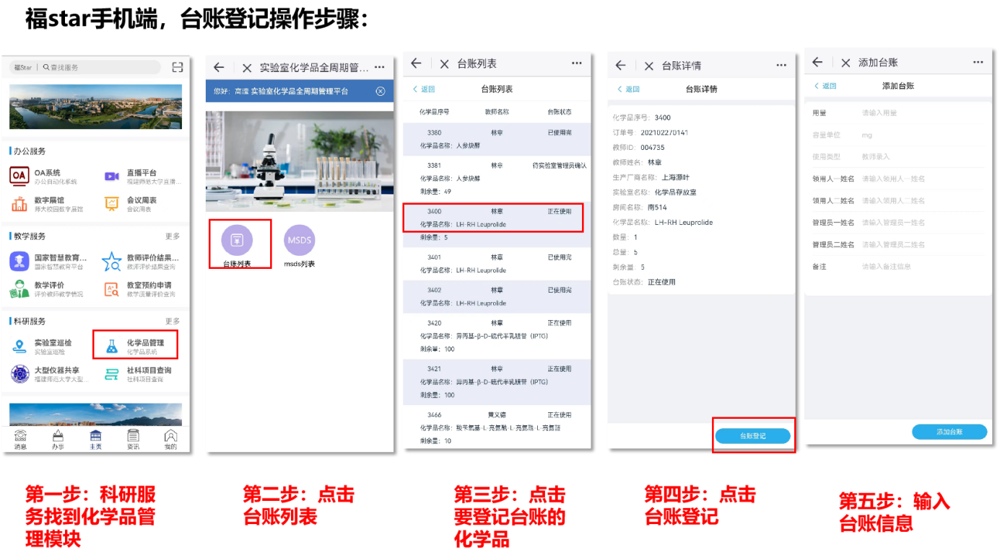 福star手机端，台账登记操作步骤：
福Star
查找服务
办公服务
OA
OA系统
办公自动化系统
直播平台
福建师范大学直播...
数字展馆
师大校园数字展馆
会议周表
会议周表
教学服务
更多
国家智慧教育...
国家智慧教育平台
教师评价结果...
教师评价结果查询
教学评价
评价教师教学情况
教室预约申请
教学质量评价查询
科研服务
更多
实验室巡检
实验室巡检
化学品管理
化学品系统
大型仪器共享
福建师范大学大型...
社科项目查询
社科项目查询
消息
办事
主页
资讯
我的
第一步：科研服
务找到化学品管
理模块
实验室化学品全周期管...
您好：高滢 实验室化学品全周期管理平台
MSDS
台账列表
msds列表
第二步：点击
台账列表
台账列表
返回
台账列表
化学品序号
教师名称
台账状态
3380
林章
已使用完
化学品名称：人参炔醇
3381
林章
待实验室管理员确认
化学品名称：人参炔醇
剩余量：49
3400
林章
正在使用
化学品名称：LH-RH Leuprolide
剩余量：5
3401
林章
已使用完
化学品名称：LH-RH Leuprolide
3402
林章
已使用完
化学品名称：LH-RH Leuprolide
3420
林章
正在使用
化学品名称：异丙基-β-D-硫代半乳糖苷（IPTG）
剩余量：100
3421
林章
正在使用
化学品名称：异丙基-β-D-硫代半乳糖苷（IPTG）
剩余量：100
3466
黄义德
正在使用
化学品名称：羧苄氧基-L-亮氨酰-L-亮氨酰-L-亮氨醛
剩余量：10
第三步：点击
要登记台账的
化学品
台账详情
返回
台账详情
化学品序号：3400
订单号：202102270141
教师ID：004735
教师姓名：林章
生产厂商名称：上海源叶
实验室名称：化学品存放室
房间名称：南514
化学品名称：LH-RH Leuprolide
数量：1
总量：5
剩余量：5
台账状态：正在使用
台账登记
第四步：点击
台账登记
添加台账
返回
添加台账
用量 请输入用量
容量单位 mg
使用类型 教师录入
领用人一姓名 请输入领用人一姓名
领用人二姓名 请输入领用人二姓名
管理员一姓名 请输入管理员一姓名
管理员二姓名 请输入管理员二姓名
备注 请输入备注信息
添加台账
第五步：输入
台账信息